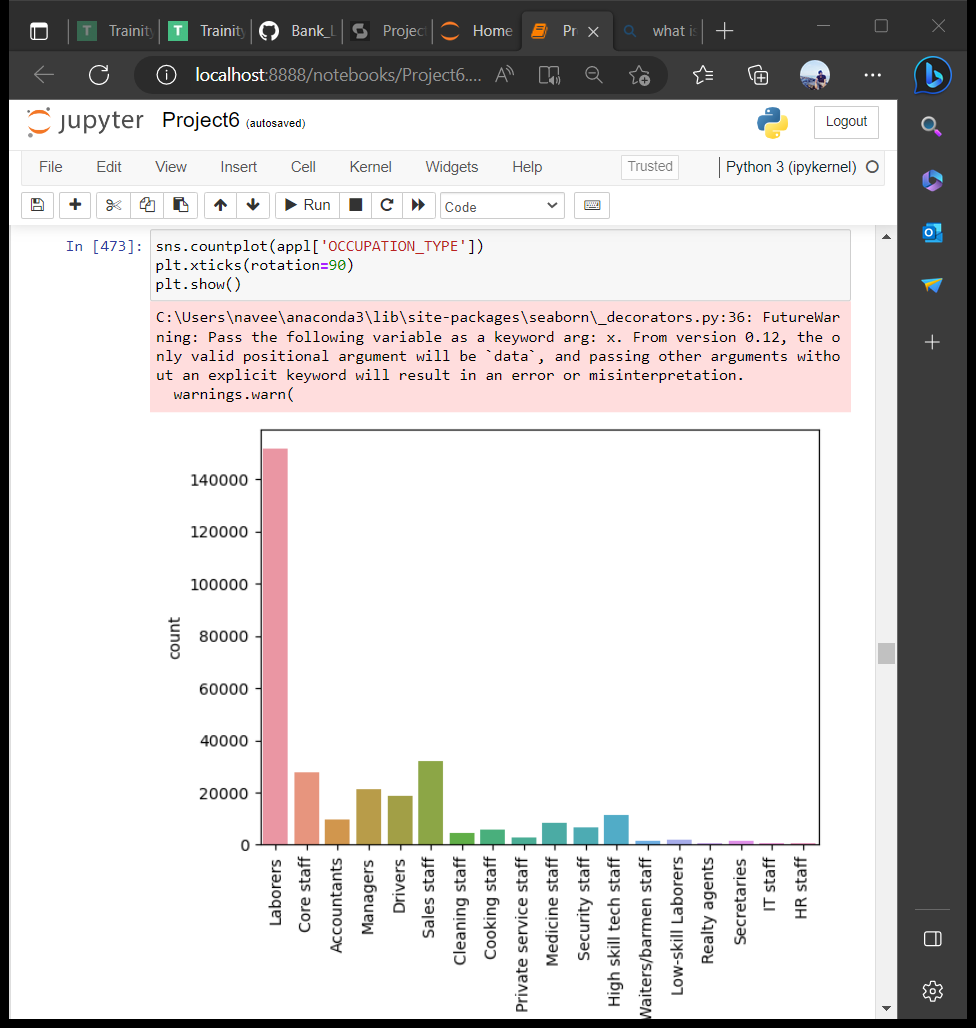 Trainity
Trainity
Bank_L
Project
Home
Pr
what is
localhost:8888/notebooks/Project6....
jupyter Project6 (autosaved)
Logout
File Edit View Insert Cell Kernel Widgets Help
Trusted
Python 3 (ipykernel)
Run
Code
In [473]: sns.countplot(appl['OCCUPATION_TYPE'])
plt.xticks(rotation=90)
plt.show()
C:\Users\navee\anaconda3\lib\site-packages\seaborn\_decorators.py:36: FutureWar
ning: Pass the following variable as a keyword arg: x. From version 0.12, the o
nly valid positional argument will be `data`, and passing other arguments witho
ut an explicit keyword will result in an error or misinterpretation.
warnings.warn(
140000
120000
100000
80000
60000
40000
20000
0
count
Laborers
Core staff
Accountants
Managers
Drivers
Sales staff
Cleaning staff
Cooking staff
Private service staff
Medicine staff
Security staff
High skill tech staff
Waiters/barmen staff
Low-skill Laborers
Realty agents
Secretaries
IT staff
HR staff